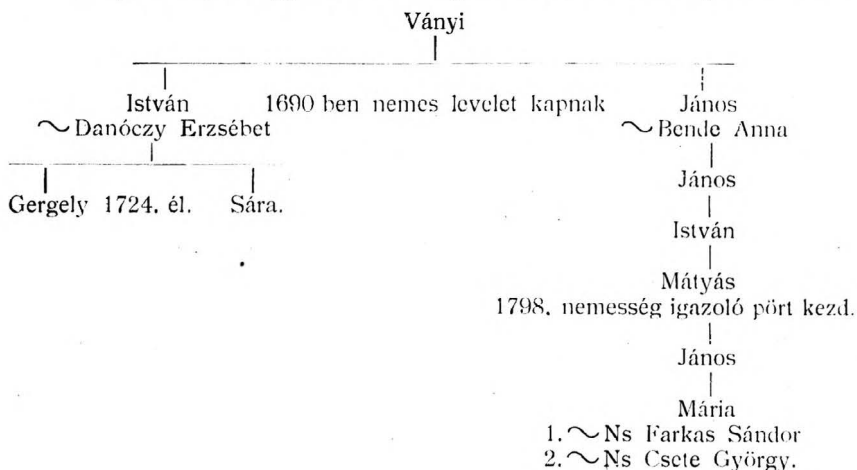 Ványi
István 1690 ben nemes levelet kapnak János
~ Danóczy Erzsébet ~ Bende Anna
János
Gergely 1724. él. Sára.
István
Mátyás
1798. nemesség igazoló pört kezd.
János
Mária
1. ~ Ns Farkas Sándor
2. ~ Ns Csete György.